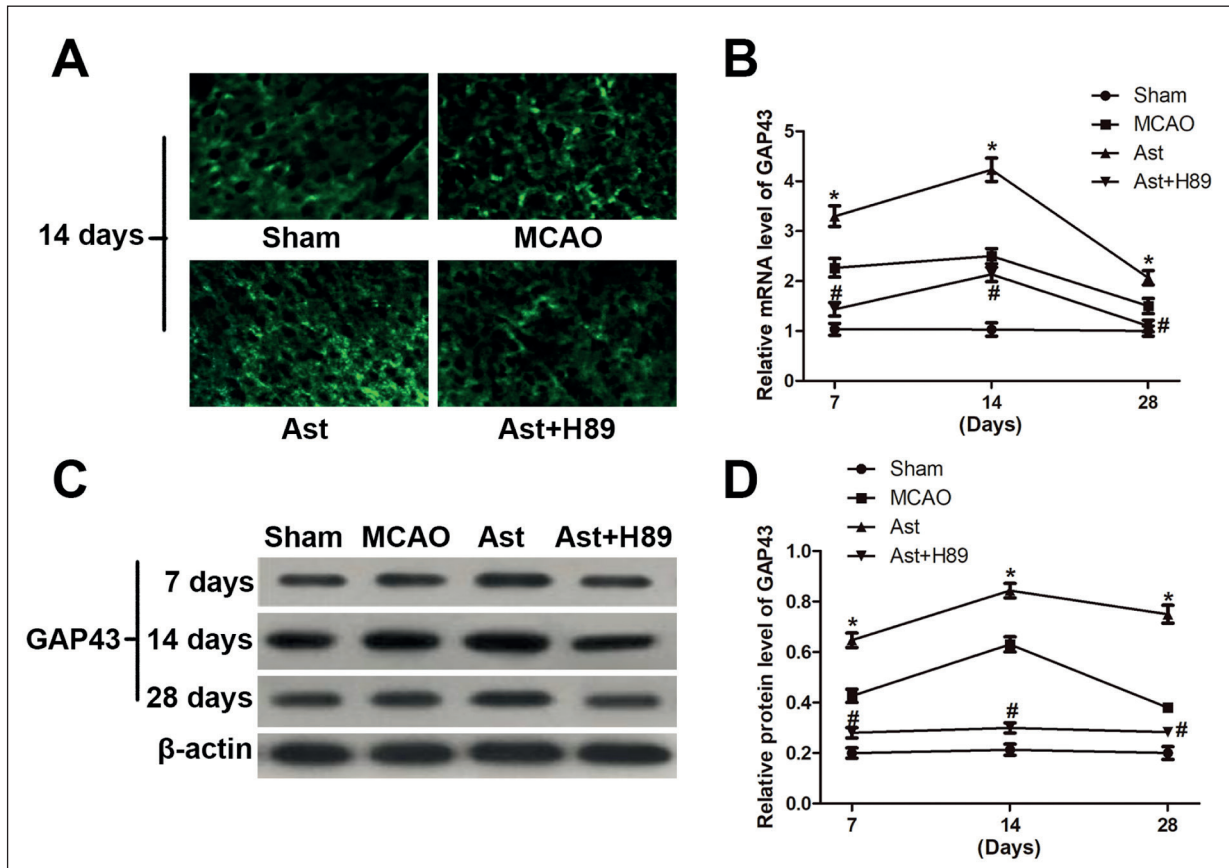 A
14 days
Sham
MCAO
Ast
Ast+H89
B
Sham
MCAO
Ast
Ast+H89
Relative mRNA level of GAP43
5
4
3
2
1
0
*
*
*
#
#
#
7
14
28
(Days)
C
Sham MCAO Ast Ast+H89
GAP43
7 days
14 days
28 days
β-actin
D
Sham
MCAO
Ast
Ast+H89
Relative protein level of GAP43
1.0
0.8
0.6
0.4
0.2
0.0
*
*
*
#
#
#
7
14
28
(Days)